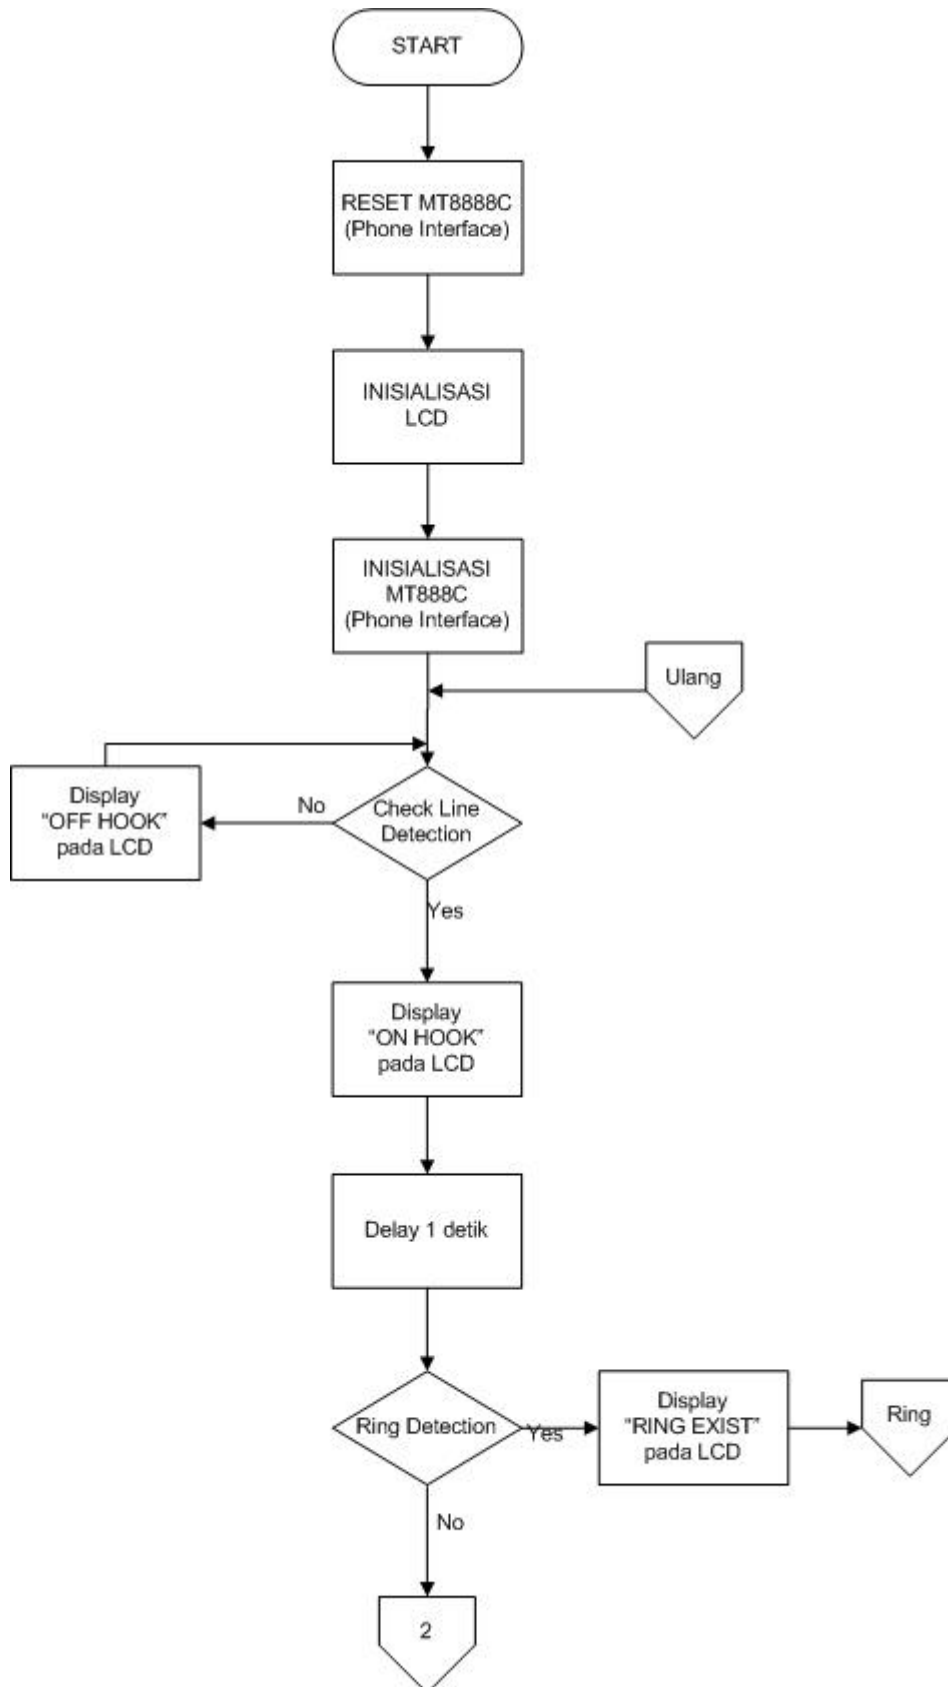 START
RESET MT8888C
(Phone Interface)
INISIALISASI
LCD
INISIALISASI
MT888C
(Phone Interface)
Ulang
Display
“OFF HOOK”
pada LCD
No
Check Line
Detection
Yes
Display
“ON HOOK”
pada LCD
Delay 1 detik
Ring Detection
Yes
Display
“RING EXIST”
pada LCD
Ring
No
2